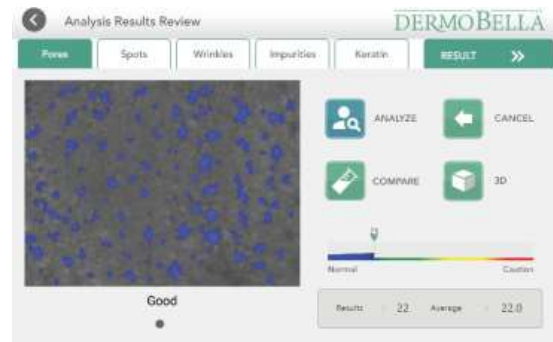 Analysis Results Review
DERMOBELLA
Pores
Spots
Wrinkles
Impurities
Keratin
RESULT
ANALYZE
CANCEL
COMPARE
3D
Normal
Caution
Good
Results : 22 Average : 22.0